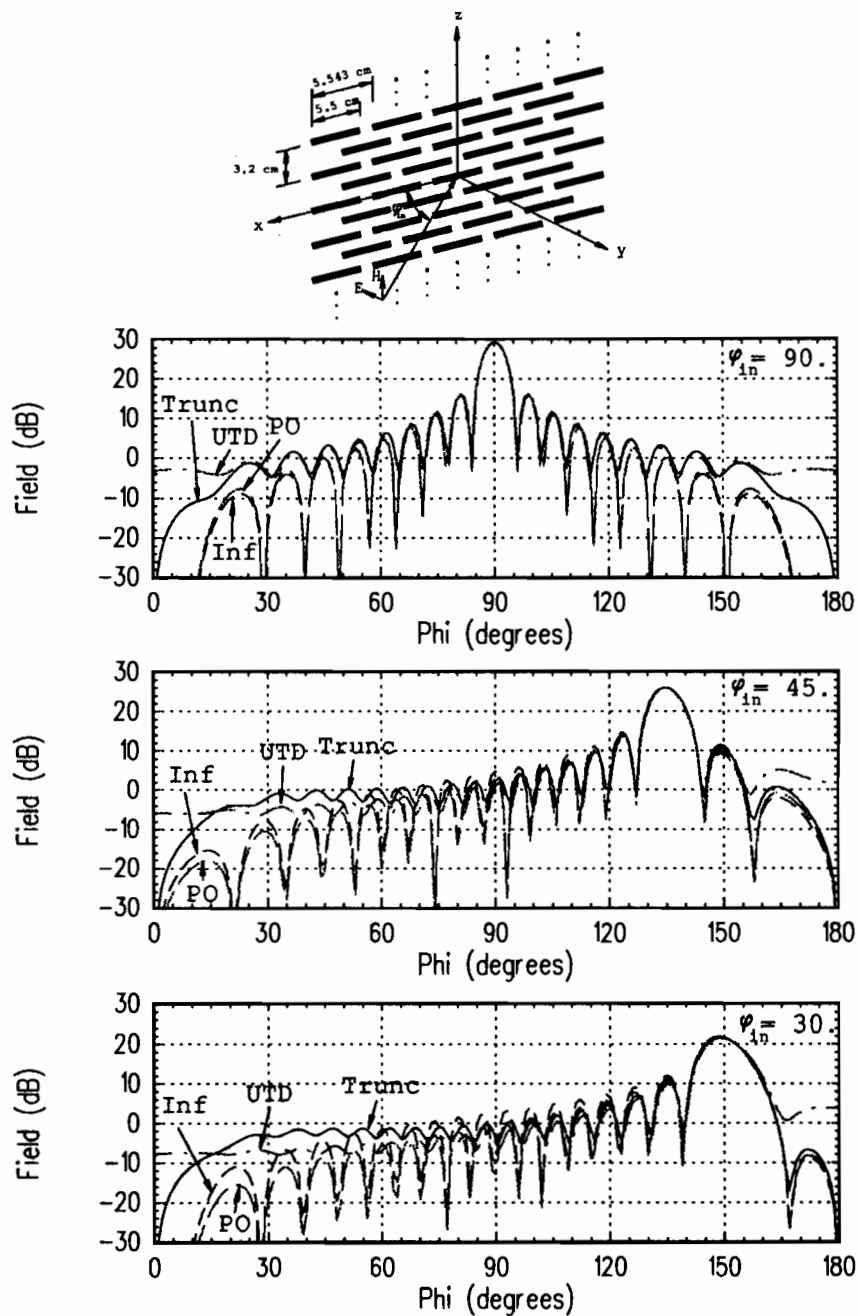 z
5.543 cm
5.5 cm
3.2 cm
x
y
E
H
30
20
10
0
-10
-20
-30
Field (dB)
φin= 90.
Trunc
UTD
PO
Inf
0 30 60 90 120 150 180
Phi (degrees)
30
20
10
0
-10
-20
-30
Field (dB)
φin= 45.
Inf
UTD
Trunc
PO
0 30 60 90 120 150 180
Phi (degrees)
30
20
10
0
-10
-20
-30
Field (dB)
φin= 30.
Inf
UTD
Trunc
PO
0 30 60 90 120 150 180
Phi (degrees)